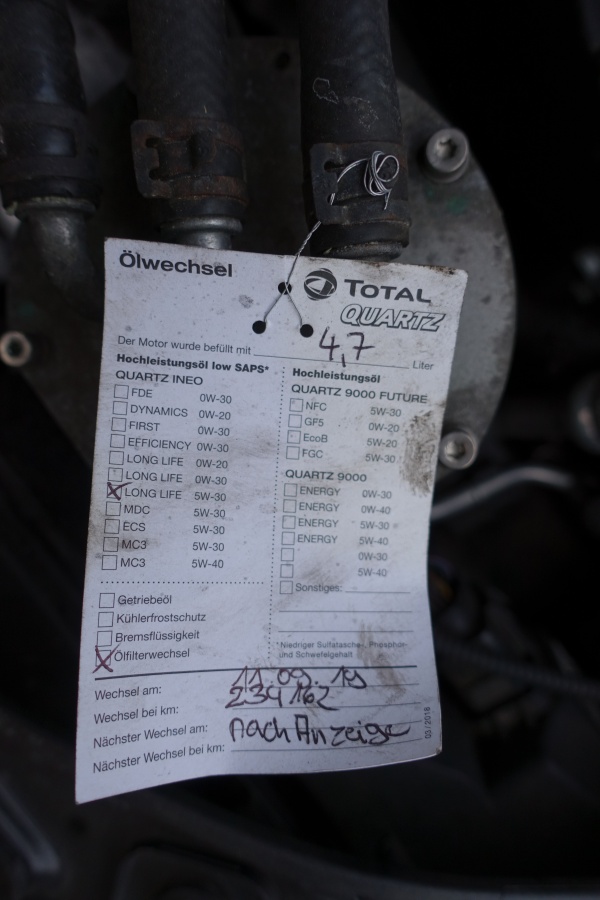 Ölwechsel
TOTAL
QUARTZ
Der Motor wurde befüllt mit 4,7 Liter
Hochleistungsöl low SAPS*
QUARTZ INEO
FDE 0W-30
DYNAMICS 0W-20
FIRST 0W-30
EFFICIENCY 0W-30
LONG LIFE 0W-20
LONG LIFE 0W-30
X LONG LIFE 5W-30
MDC 5W-30
ECS 5W-30
MC3 5W-30
MC3 5W-40
Hochleistungsöl
QUARTZ 9000 FUTURE
NFC 5W-30
GF5 0W-20
EcoB 5W-20
FGC 5W-30
QUARTZ 9000
ENERGY 0W-30
ENERGY 0W-40
ENERGY 5W-30
ENERGY 5W-40
0W-30
5W-40
Sonstiges:
Getriebeöl
Kühlerfrostschutz
Bremsflüssigkeit
X Ölfilterwechsel
*Niedriger Sulfatasche-, Phosphor-
und Schwefelgehalt
Wechsel am: 11.09.19
Wechsel bei km: 234162
Nächster Wechsel am: nach Anzeige
Nächster Wechsel bei km:
03/2018